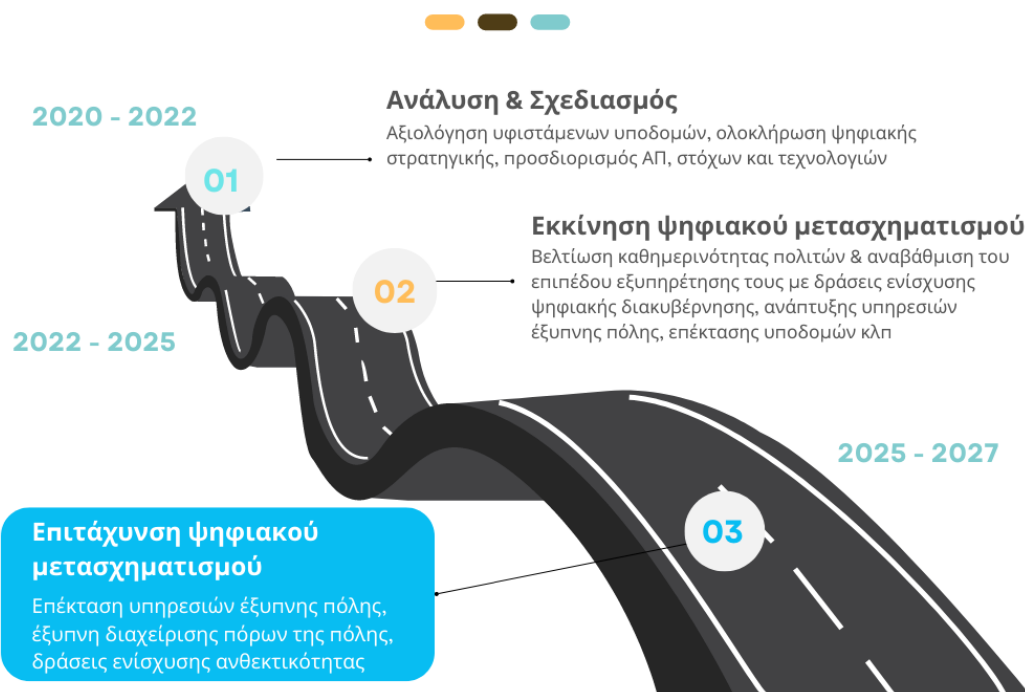 2020 - 2022
01
Ανάλυση & Σχεδιασμός
Αξιολόγηση υφιστάμενων υποδομών, ολοκλήρωση ψηφιακής
στρατηγικής, προσδιορισμός ΑΠ, στόχων και τεχνολογιών
2022 - 2025
02
Εκκίνηση ψηφιακού μετασχηματισμού
Βελτίωση καθημερινότητας πολιτών & αναβάθμιση του
επιπέδου εξυπηρέτησης τους με δράσεις ενίσχυσης
ψηφιακής διακυβέρνησης, ανάπτυξης υπηρεσιών
έξυπνης πόλης, επέκτασης υποδομών κλπ
2025 - 2027
03
Επιτάχυνση ψηφιακού
μετασχηματισμού
Επέκταση υπηρεσιών έξυπνης πόλης,
έξυπνη διαχείρισης πόρων της πόλης,
δράσεις ενίσχυσης ανθεκτικότητας